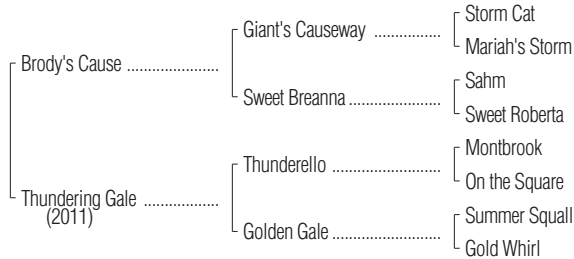 Storm Cat
Giant's Causeway ..................
Mariah's Storm
Brody's Cause .....................
Sahm
Sweet Breanna .....................
Sweet Roberta
Montbrook
Thunderello .........................
On the Square
Thundering Gale .................
(2011)
Summer Squall
Golden Gale .........................
Gold Whirl